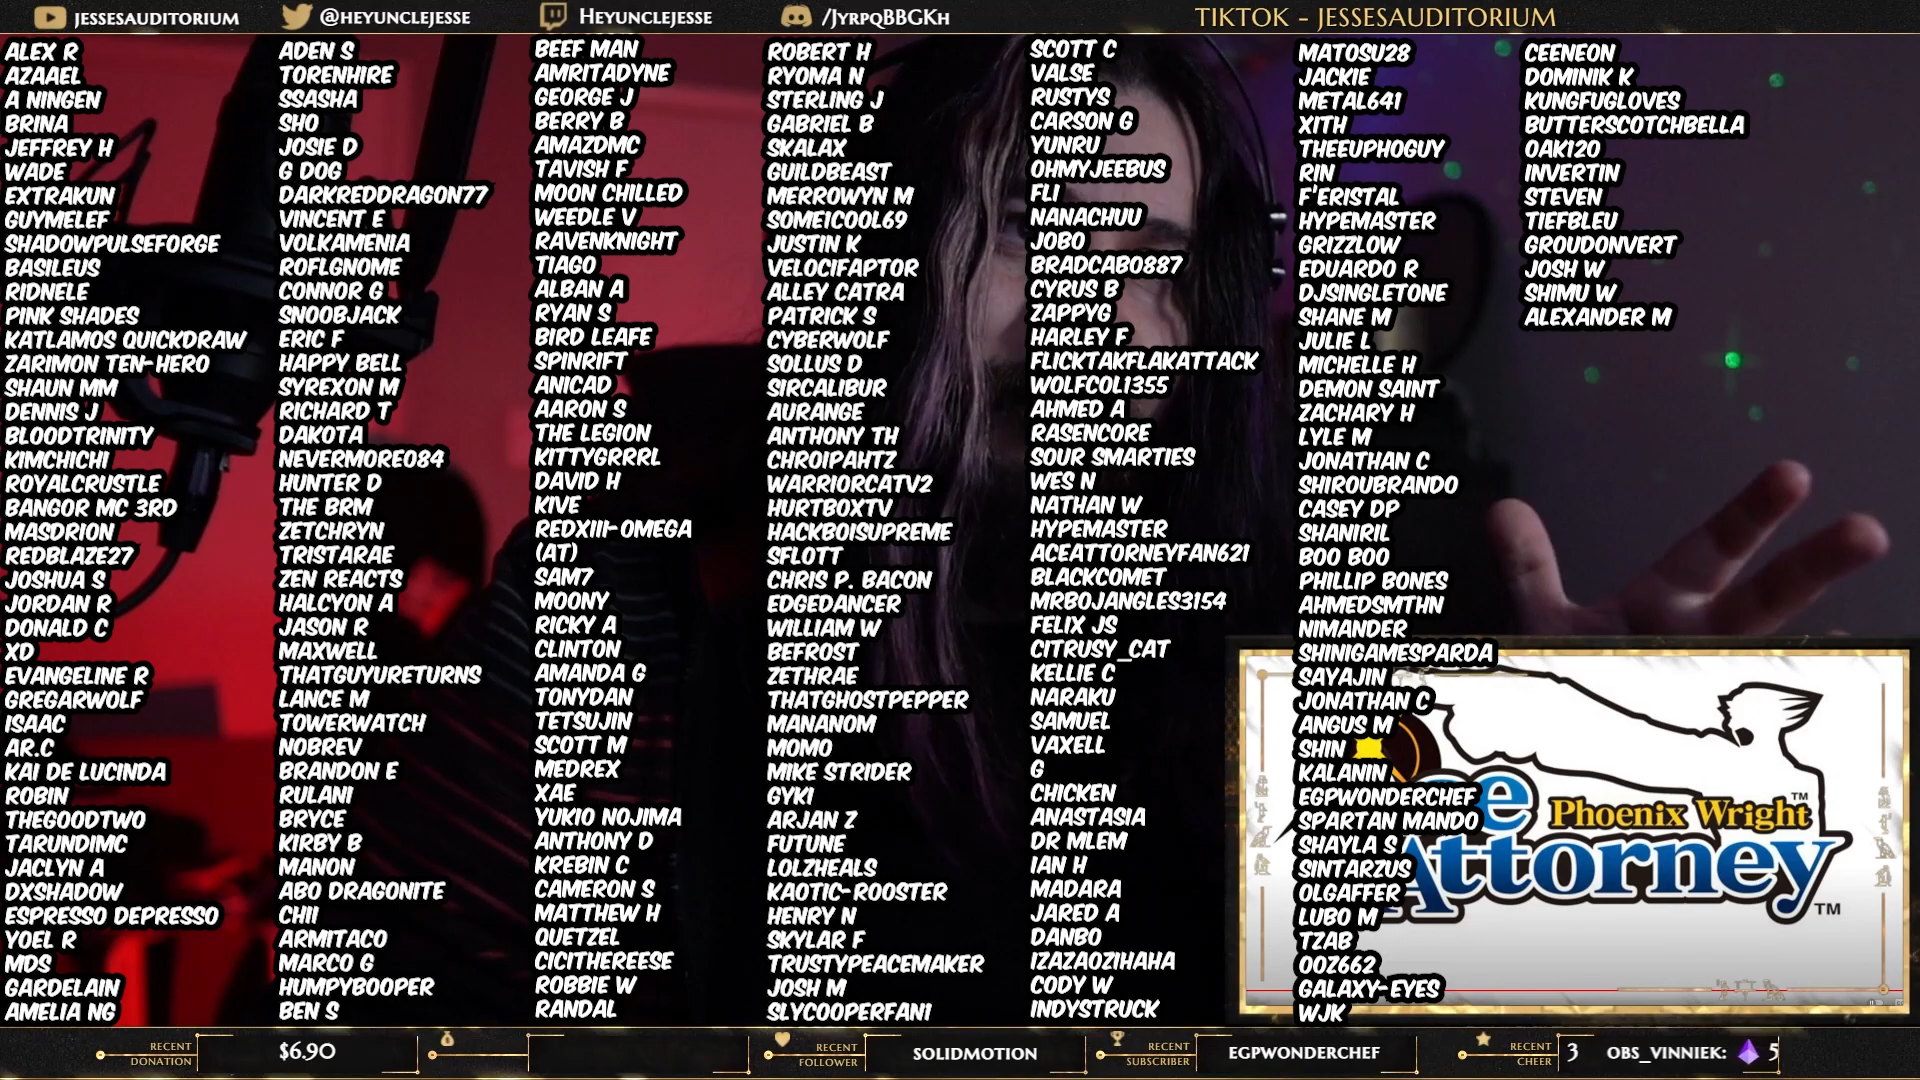 JESSESAUDITORIUM
@HEYUNCLEJESSE
HEYUNCLEJESSE
/JyrpqBBGKh
TIKTOK - JESSESAUDITORIUM
ALEX R
AZAAEL
A NINGEN
BRINA
JEFFREY H
WADE
EXTRAKUN
GUYMELEF
SHADOWPULSEFORGE
BASILEUS
RIDNELE
PINK SHADES
KATLAMOS QUICKDRAW
ZARIMON TEN-HERO
SHAUN MM
DENNIS J
BLOODTRINITY
KIMCHICHI
ROYALCRUSTLE
BANGOR MC 3RD
MASDRION
REDBLAZE27
JOSHUA S
JORDAN R
DONALD C
XD
EVANGELINE R
GREGARWOLF
ISAAC
AR.C
KAI DE LUCINDA
ROBIN
THEGOODTWO
TARUNDIMC
JACLYN A
DXSHADOW
ESPRESSO DEPRESSO
YOEL R
MDS
GARDELAIN
AMELIA NG
ADEN S
TORENHIRE
SSASHA
SHO
JOSIE D
G DOG
DARKREDDRAGON77
VINCENT E
VOLKAMENIA
ROFLGNOME
CONNOR G
SNOOBJACK
ERIC F
HAPPY BELL
SYREXON M
RICHARD T
DAKOTA
NEVERMORE084
HUNTER D
THE BRM
ZETCHRYN
TRISTARAE
ZEN REACTS
HALCYON A
JASON R
MAXWELL
THATGUYURETURNS
LANCE M
TOWERWATCH
NOBREV
BRANDON E
RULANI
BRYCE
KIRBY B
MANON
ABO DRAGONITE
CHII
ARMITACO
MARCO G
HUMPYBOOPER
BEN S
BEEF MAN
AMRITADYNE
GEORGE J
BERRY B
AMAZDMC
TAVISH F
MOON CHILLED
WEEDLE V
RAVENKNIGHT
TIAGO
ALBAN A
RYAN S
BIRD LEAFE
SPINRIFT
ANICAD
AARON S
THE LEGION
KITTYGRRRL
DAVID H
KIVE
REDXIII-OMEGA
(AT)
SAM7
MOONY
RICKY A
CLINTON
AMANDA G
TONYDAN
TETSUJIN
SCOTT M
MEDREX
XAE
YUKIO NOJIMA
ANTHONY D
KREBIN C
CAMERON S
MATTHEW H
QUETZEL
CICITHEREESE
ROBBIE W
RANDAL
ROBERT H
RYOMA N
STERLING J
GABRIEL B
SKALAX
GUILDBEAST
MERROWYN M
SOMEICOOL69
JUSTIN K
VELOCIFAPTOR
ALLEY CATRA
PATRICK S
CYBERWOLF
SOLLUS D
SIRCALIBUR
AURANGE
ANTHONY TH
CHROIPAHTZ
WARRIORCATV2
HURTBOXTV
HACKBOISUPREME
SFLOTT
CHRIS P. BACON
EDGEDANCER
WILLIAM W
BEFROST
ZETHRAE
THATGHOSTPEPPER
MANANOM
MOMO
MIKE STRIDER
GYKI
ARJAN Z
FUTUNE
LOLZHEALS
KAOTIC-ROOSTER
HENRY N
SKYLAR F
TRUSTYPEACEMAKER
JOSH M
SLYCOOPERFAN1
SCOTT C
VALSE
RUSTYS
CARSON G
YUNRU
OHMYJEEBUS
FLI
NANACHUU
JOBO
BRADCABO887
CYRUS B
ZAPPYG
HARLEY F
FLICKTAKFLAKATTACK
WOLFCOL1355
AHMED A
RASENCORE
SOUR SMARTIES
WES N
NATHAN W
HYPEMASTER
ACEATTORNEYFAN621
BLACKCOMET
MRBOJANGLES3154
FELIX JS
CITRUSY_CAT
KELLIE C
NARAKU
SAMUEL
VAXELL
G
CHICKEN
ANASTASIA
DR MLEM
IAN H
MADARA
JARED A
DANBO
IZAZAOZIHAHA
CODY W
INDYSTRUCK
MATOSU28
JACKIE
METAL641
XITH
THEEUPHOGUY
RIN
F'ERISTAL
HYPEMASTER
GRIZZLOW
EDUARDO R
DJSINGLETONE
SHANE M
JULIE L
MICHELLE H
DEMON SAINT
ZACHARY H
LYLE M
JONATHAN C
SHIROUBRANDO
CASEY DP
SHANIRIL
BOO BOO
PHILLIP BONES
AHMEDSMTHN
NIMANDER
SHINIGAMESPARDA
SAYAJIN
JONATHAN C
ANGUS M
SHIN
KALANIN
EGPWONDERCHEF
SPARTAN MANDO
SHAYLA S
SINTARZUS
OLGAFFER
LUBO M
TZAB
OOZ662
GALAXY-EYES
WJK
CEENEON
DOMINIK K
KUNGFUGLOVES
BUTTERSCOTCHBELLA
OAK120
INVERTIN
STEVEN
TIEFBLEU
GROUDONVERT
JOSH W
SHIMU W
ALEXANDER M
Phoenix Wright™
Attorney™
RECENT DONATION
$6.90
RECENT FOLLOWER
SOLIDMOTION
RECENT SUBSCRIBER
EGPWONDERCHEF
RECENT CHEER
3 OBS_VINNIEK: 5